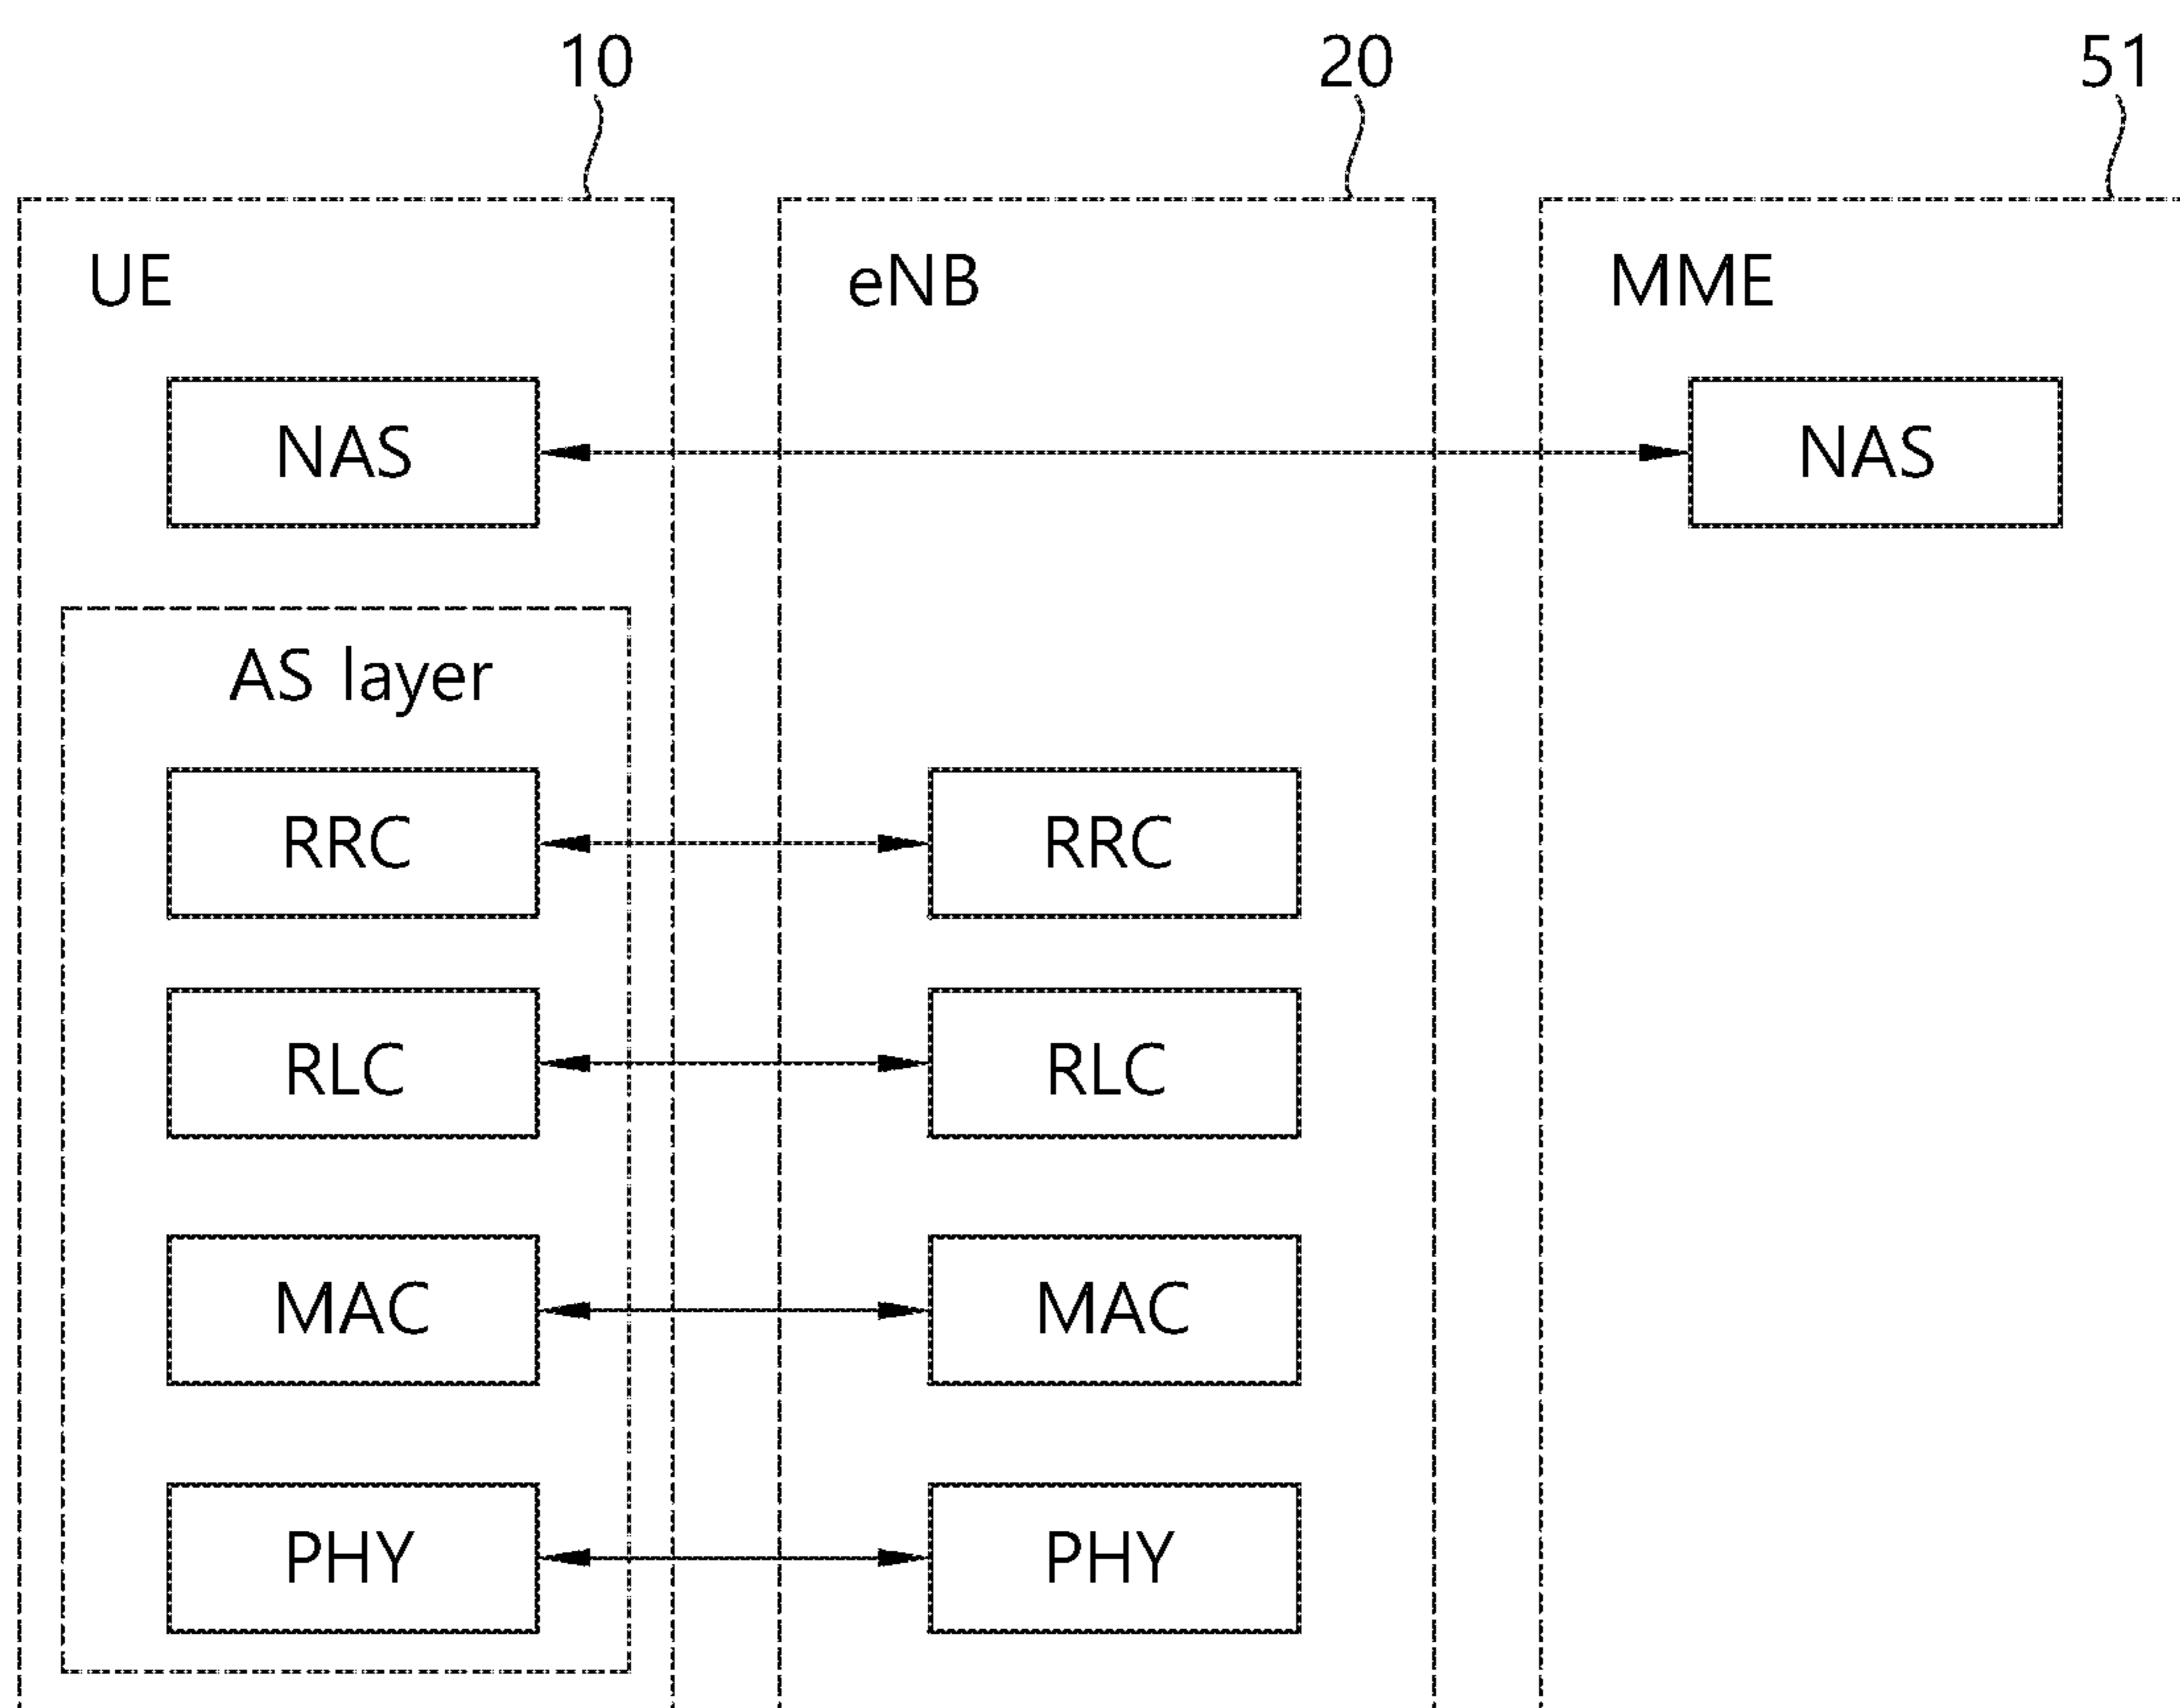 10 20 51
UE eNB MME
NAS NAS
AS layer
RRC RRC
RLC RLC
MAC MAC
PHY PHY